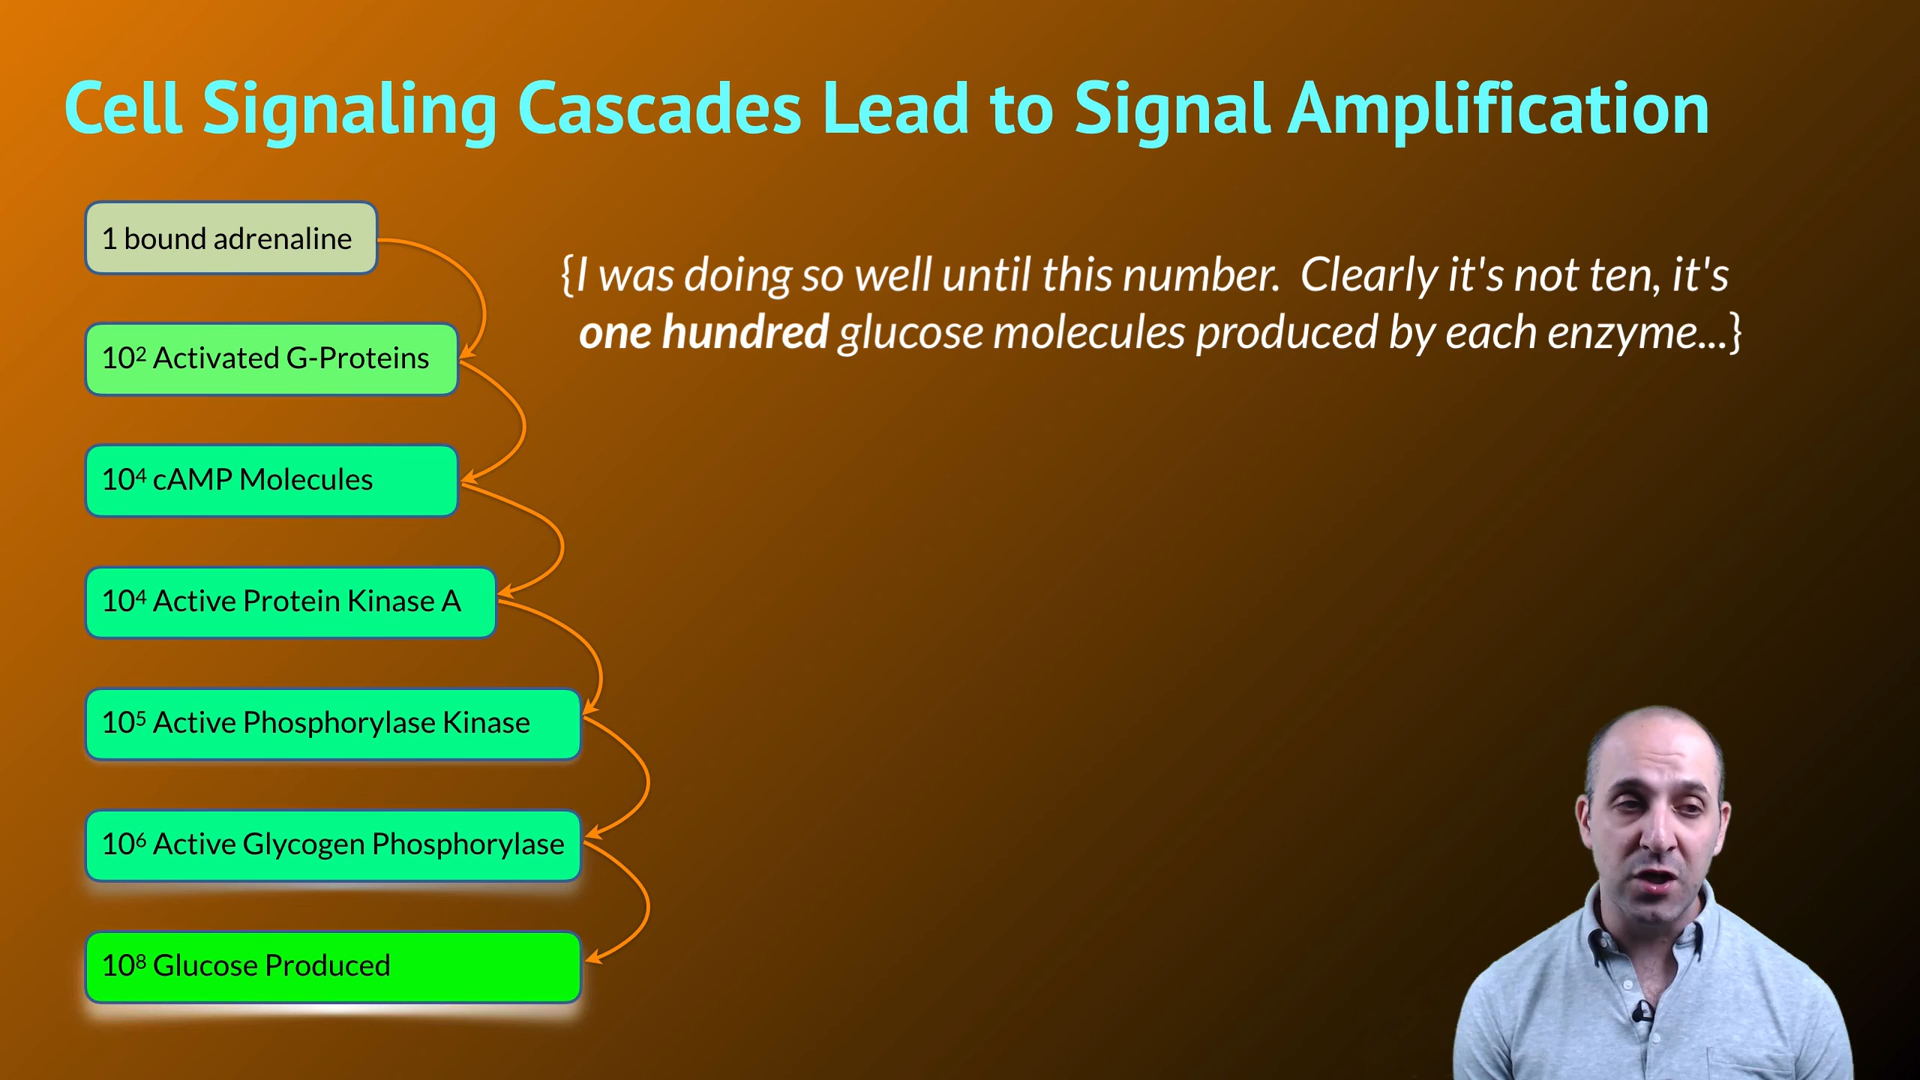 Cell Signaling Cascades Lead to Signal Amplification
1 bound adrenaline
{I was doing so well until this number. Clearly it's not ten, it's
one hundred glucose molecules produced by each enzyme...}
10² Activated G-Proteins
10⁴ cAMP Molecules
10⁴ Active Protein Kinase A
10⁵ Active Phosphorylase Kinase
10⁶ Active Glycogen Phosphorylase
10⁸ Glucose Produced